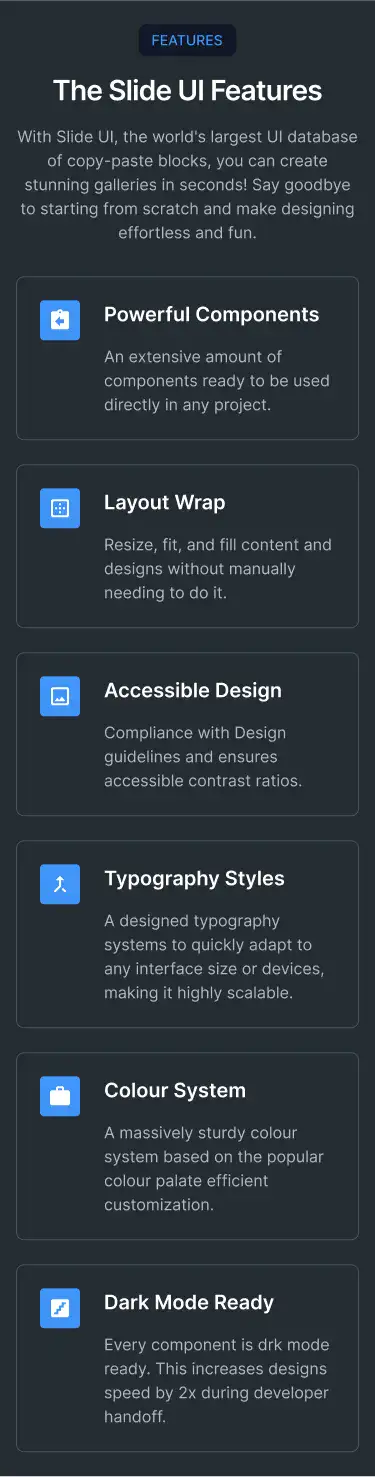 FEATURES
The Slide UI Features
With Slide UI, the world's largest UI database
of copy-paste blocks, you can create
stunning galleries in seconds! Say goodbye
to starting from scratch and make designing
effortless and fun.
Powerful Components
An extensive amount of
components ready to be used
directly in any project.
Layout Wrap
Resize, fit, and fill content and
designs without manually
needing to do it.
Accessible Design
Compliance with Design
guidelines and ensures
accessible contrast ratios.
Typography Styles
A designed typography
systems to quickly adapt to
any interface size or devices,
making it highly scalable.
Colour System
A massively sturdy colour
system based on the popular
colour palate efficient
customization.
Dark Mode Ready
Every component is drk mode
ready. This increases designs
speed by 2x during developer
handoff.